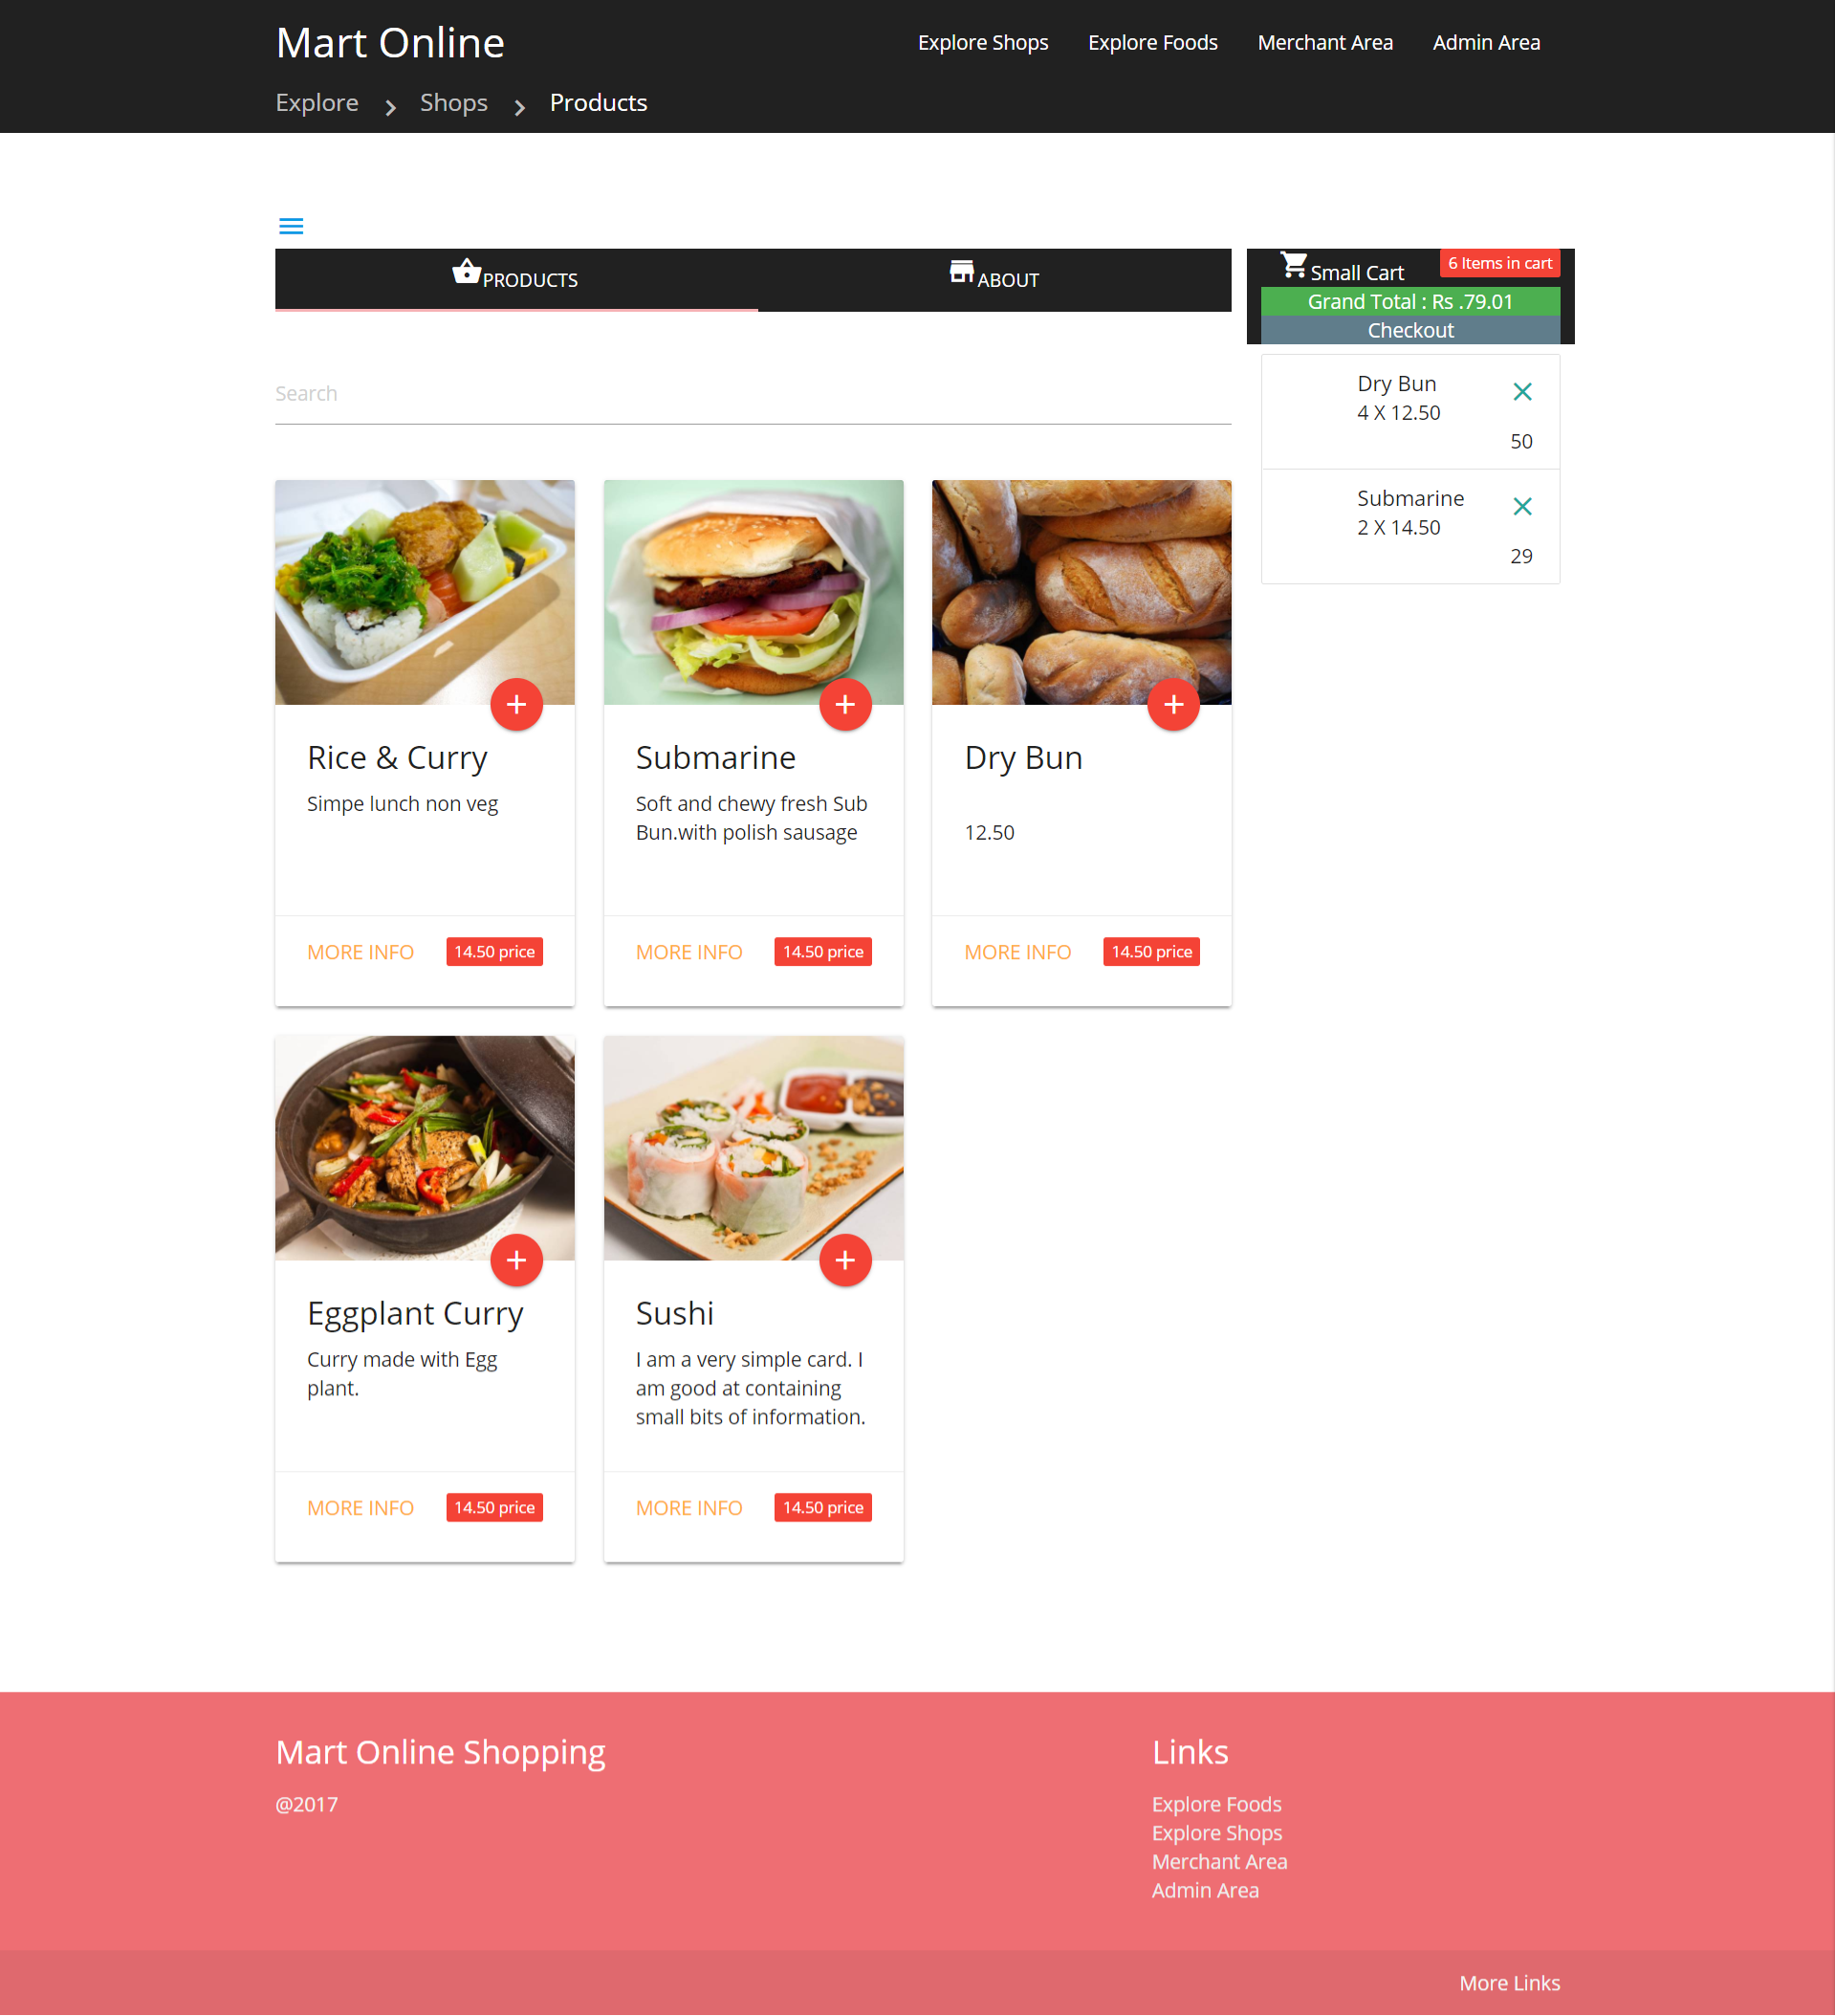 Mart Online
Explore Shops
Explore Foods
Merchant Area
Admin Area
Explore
Shops
Products
PRODUCTS
ABOUT
Search
Small Cart
6 Items in cart
Grand Total : Rs .79.01
Checkout
Dry Bun
4 X 12.50
50
Submarine
2 X 14.50
29
Rice & Curry
Simpe lunch non veg
MORE INFO
14.50 price
Submarine
Soft and chewy fresh Sub
Bun.with polish sausage
MORE INFO
14.50 price
Dry Bun
12.50
MORE INFO
14.50 price
Eggplant Curry
Curry made with Egg
plant.
MORE INFO
14.50 price
Sushi
I am a very simple card. I
am good at containing
small bits of information.
MORE INFO
14.50 price
Mart Online Shopping
@2017
Links
Explore Foods
Explore Shops
Merchant Area
Admin Area
More Links